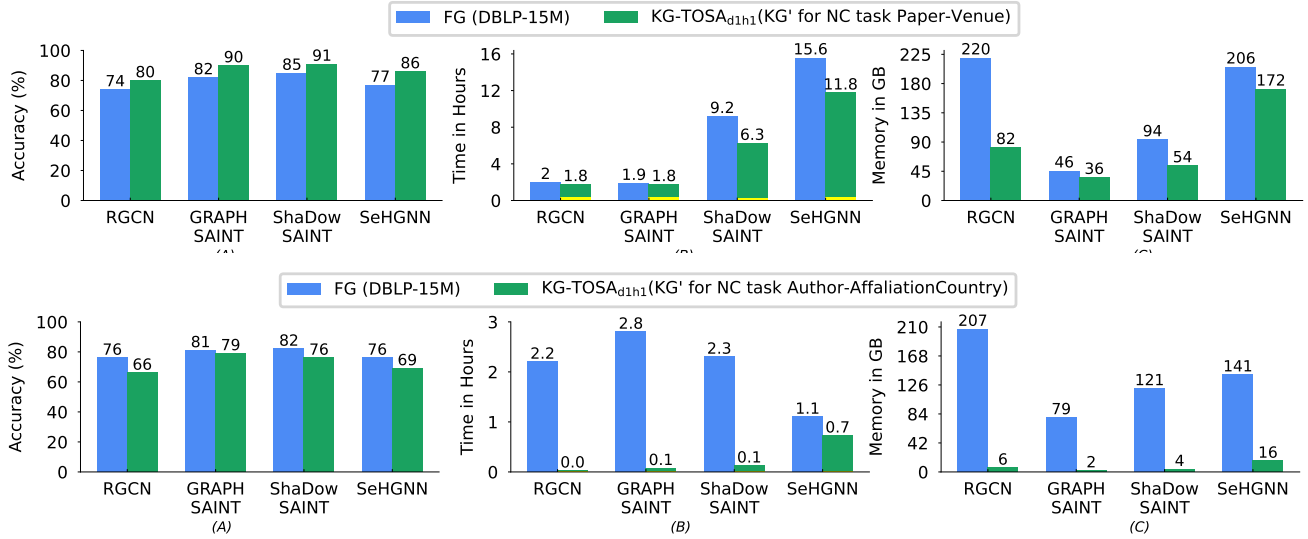 FG (DBLP-15M) KG-TOSAd1h1(KG' for NC task Paper-Venue)
Accuracy (%)
100
80
60
40
20
0
74 80 82 90 85 91 77 86
RGCN GRAPH SAINT ShaDow SAINT SeHGNN
(A)
Time in Hours
16
12
8
4
0
2 1.8 1.9 1.8 9.2 6.3 15.6 11.8
RGCN GRAPH SAINT ShaDow SAINT SeHGNN
(B)
Memory in GB
225
180
135
90
45
0
220 82 46 36 94 54 206 172
RGCN GRAPH SAINT ShaDow SAINT SeHGNN
(C)
FG (DBLP-15M) KG-TOSAd1h1(KG' for NC task Author-AffaliationCountry)
Accuracy (%)
100
80
60
40
20
0
76 66 81 79 82 76 76 69
RGCN GRAPH SAINT ShaDow SAINT SeHGNN
(A)
Time in Hours
3
2
1
0
2.2 0.0 2.8 0.1 2.3 0.1 1.1 0.7
RGCN GRAPH SAINT ShaDow SAINT SeHGNN
(B)
Memory in GB
210
168
126
84
42
0
207 6 79 2 121 4 141 16
RGCN GRAPH SAINT ShaDow SAINT SeHGNN
(C)